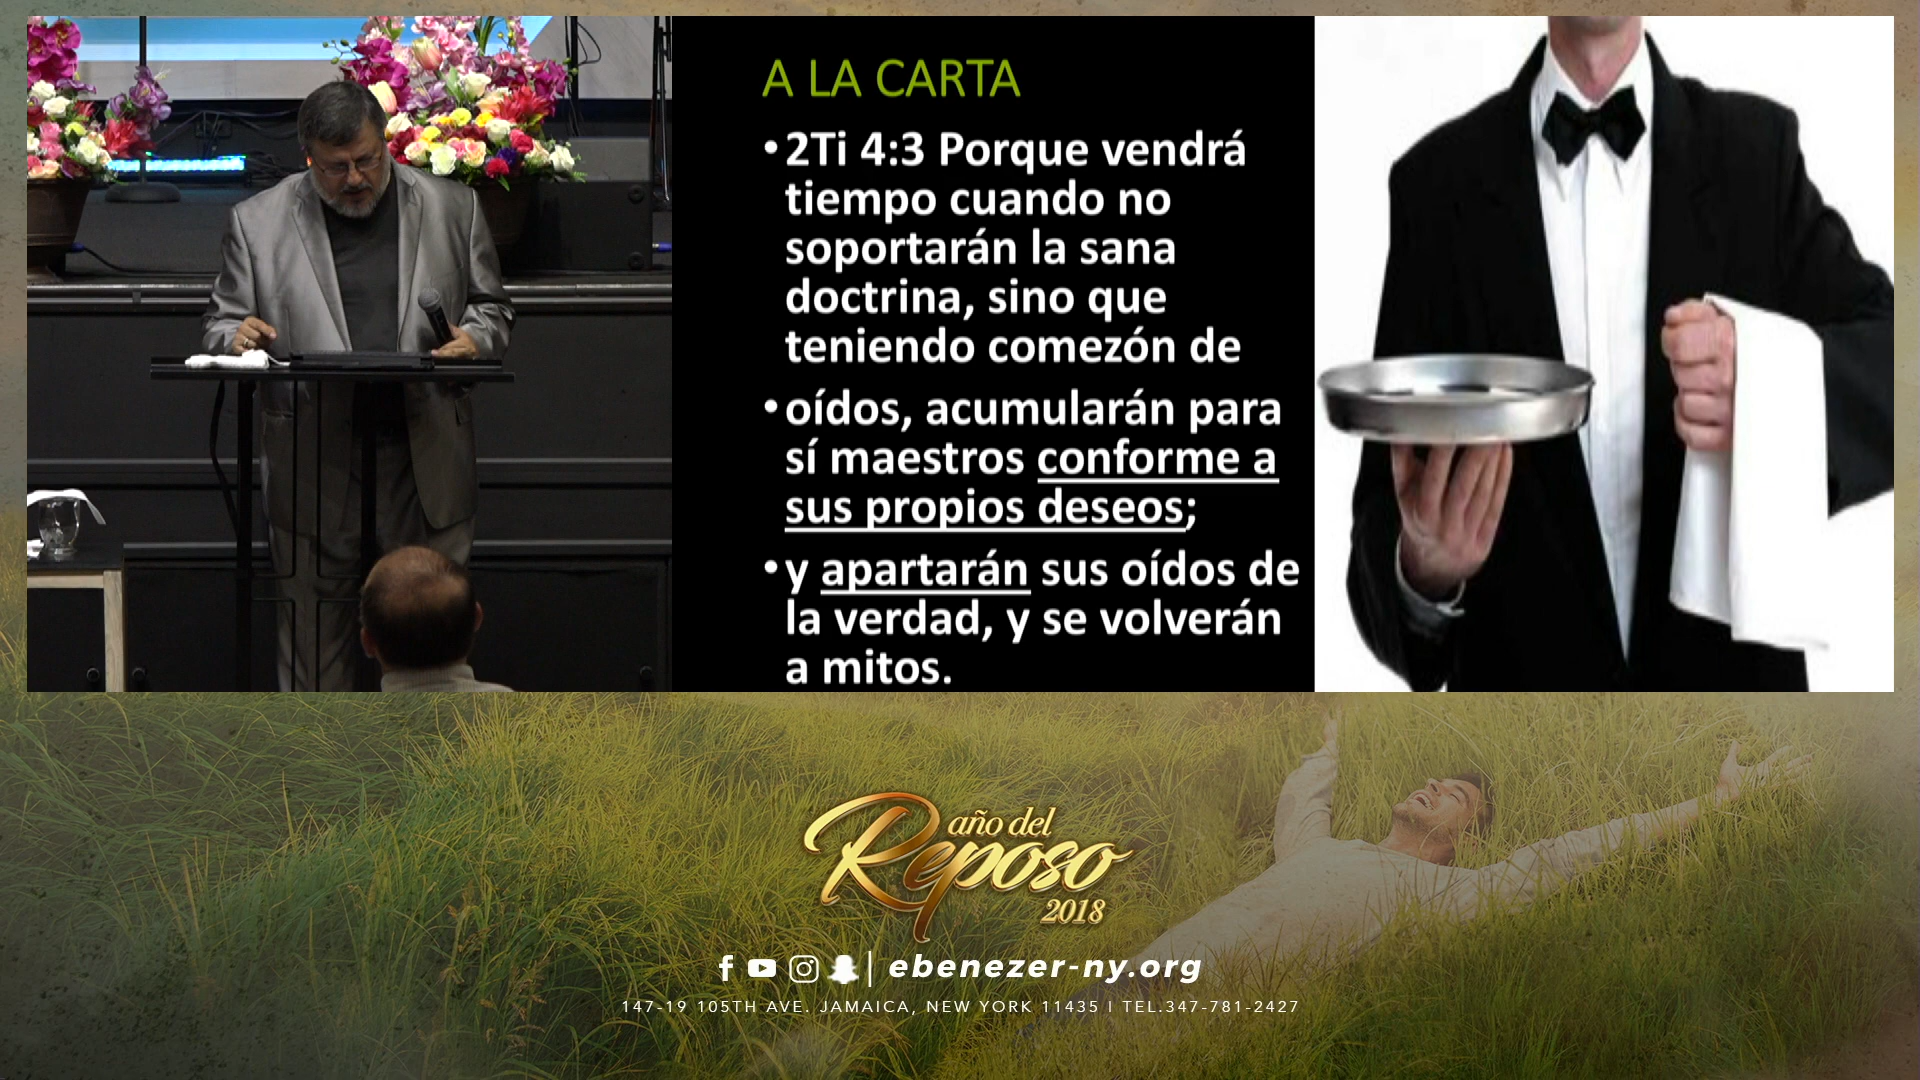 A LA CARTA
• 2Ti 4:3 Porque vendrá
tiempo cuando no
soportarán la sana
doctrina, sino que
teniendo comezón de
• oídos, acumularán para
sí maestros conforme a
sus propios deseos;
• y apartarán sus oídos de
la verdad, y se volverán
a mitos.
año del
Reposo
2018
ebenezer-ny.org
147-19 105TH AVE. JAMAICA, NEW YORK 11435 | TEL.347-781-2427